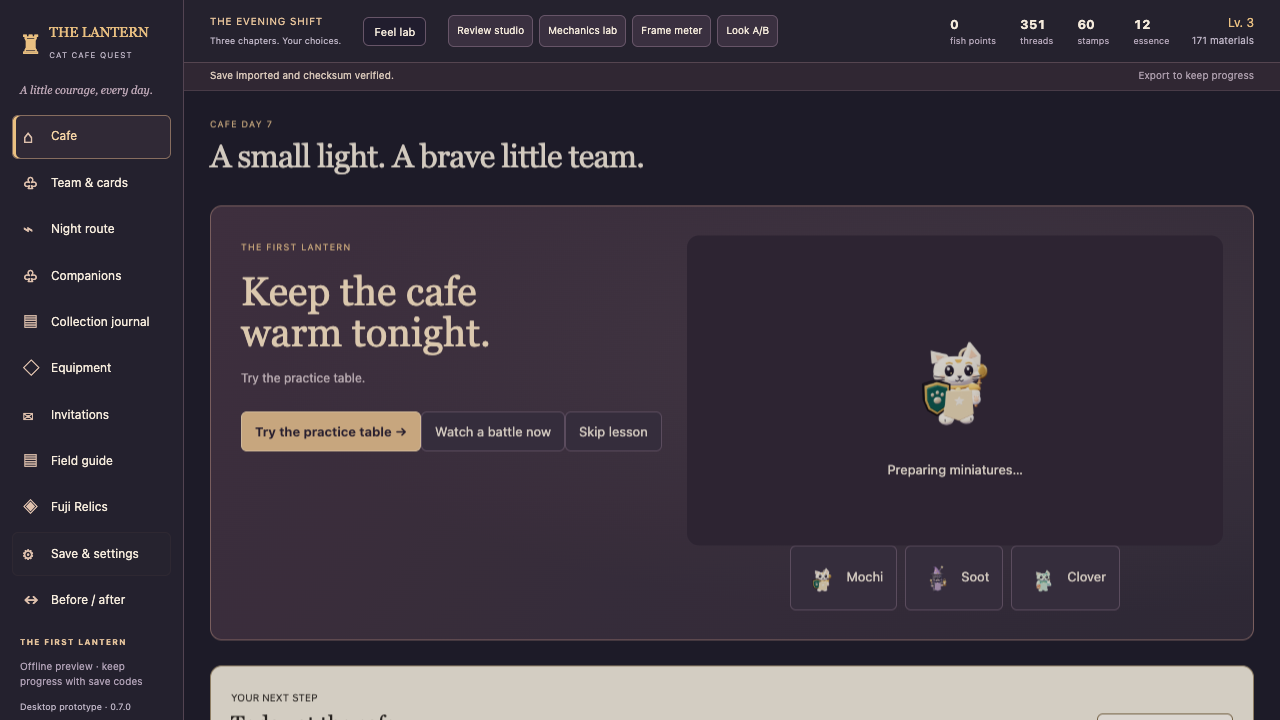 THE LANTERN
CAT CAFE QUEST
A little courage, every day.
Cafe
Team & cards
Night route
Companions
Collection journal
Equipment
Invitations
Field guide
Fuji Relics
Save & settings
Before / after
THE FIRST LANTERN
Offline preview · keep
progress with save codes
Desktop prototype · 0.7.0
THE EVENING SHIFT
Three chapters. Your choices.
Feel lab
Review studio
Mechanics lab
Frame meter
Look A/B
0
fish points
351
threads
60
stamps
12
essence
Lv. 3
171 materials
Save imported and checksum verified.
Export to keep progress
CAFE DAY 7
A small light. A brave little team.
THE FIRST LANTERN
Keep the cafe
warm tonight.
Try the practice table.
Try the practice table →
Watch a battle now
Skip lesson
Preparing miniatures...
Mochi
Soot
Clover
YOUR NEXT STEP